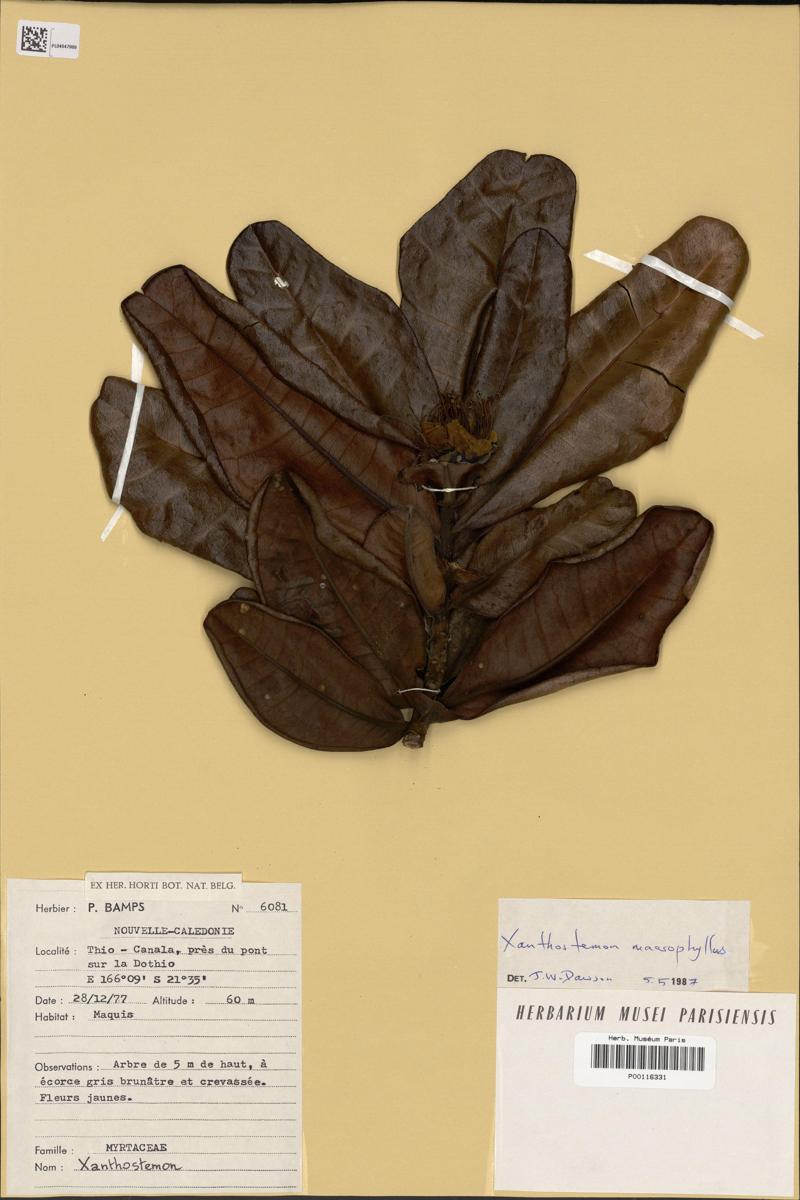 EX HER. HORTI BOT. NAT. BELG.
Herbier : P. BAMPS N° 6081
NOUVELLE-CALEDONIE
Localité : Thio - Canala, près du pont
sur la Dothio
E 166°09' S 21°35'
Date : 28/12/77 Altitude : 60 m
Habitat : Maquis
Observations : Arbre de 5 m de haut, à
écorce gris brunâtre et crevassée.
Fleurs jaunes.
Famille : MYRTACEAE
Nom : Xanthostemon
Xanthostemon macrophyllus
DET. J.W. Dawson 5.5 1987
HERBARIUM MUSEI PARISIENSIS
Herb. Muséum Paris
P00116331